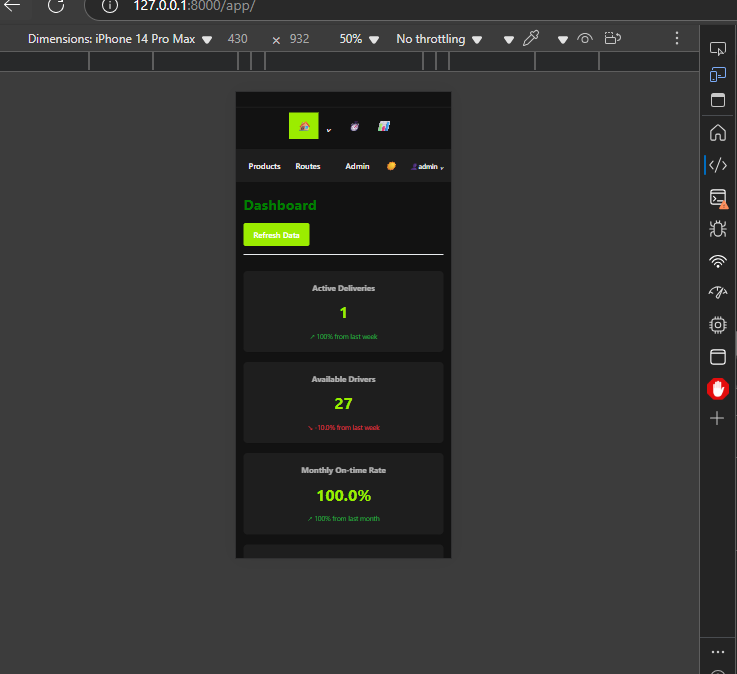 127.0.0.1:8000/app/
Dimensions: iPhone 14 Pro Max 430 × 932 50% No throttling
Products Routes Admin admin
Dashboard
Refresh Data
Active Deliveries
1
↗ 100% from last week
Available Drivers
27
↘ -10.0% from last week
Monthly On-time Rate
100.0%
↗ 100% from last month